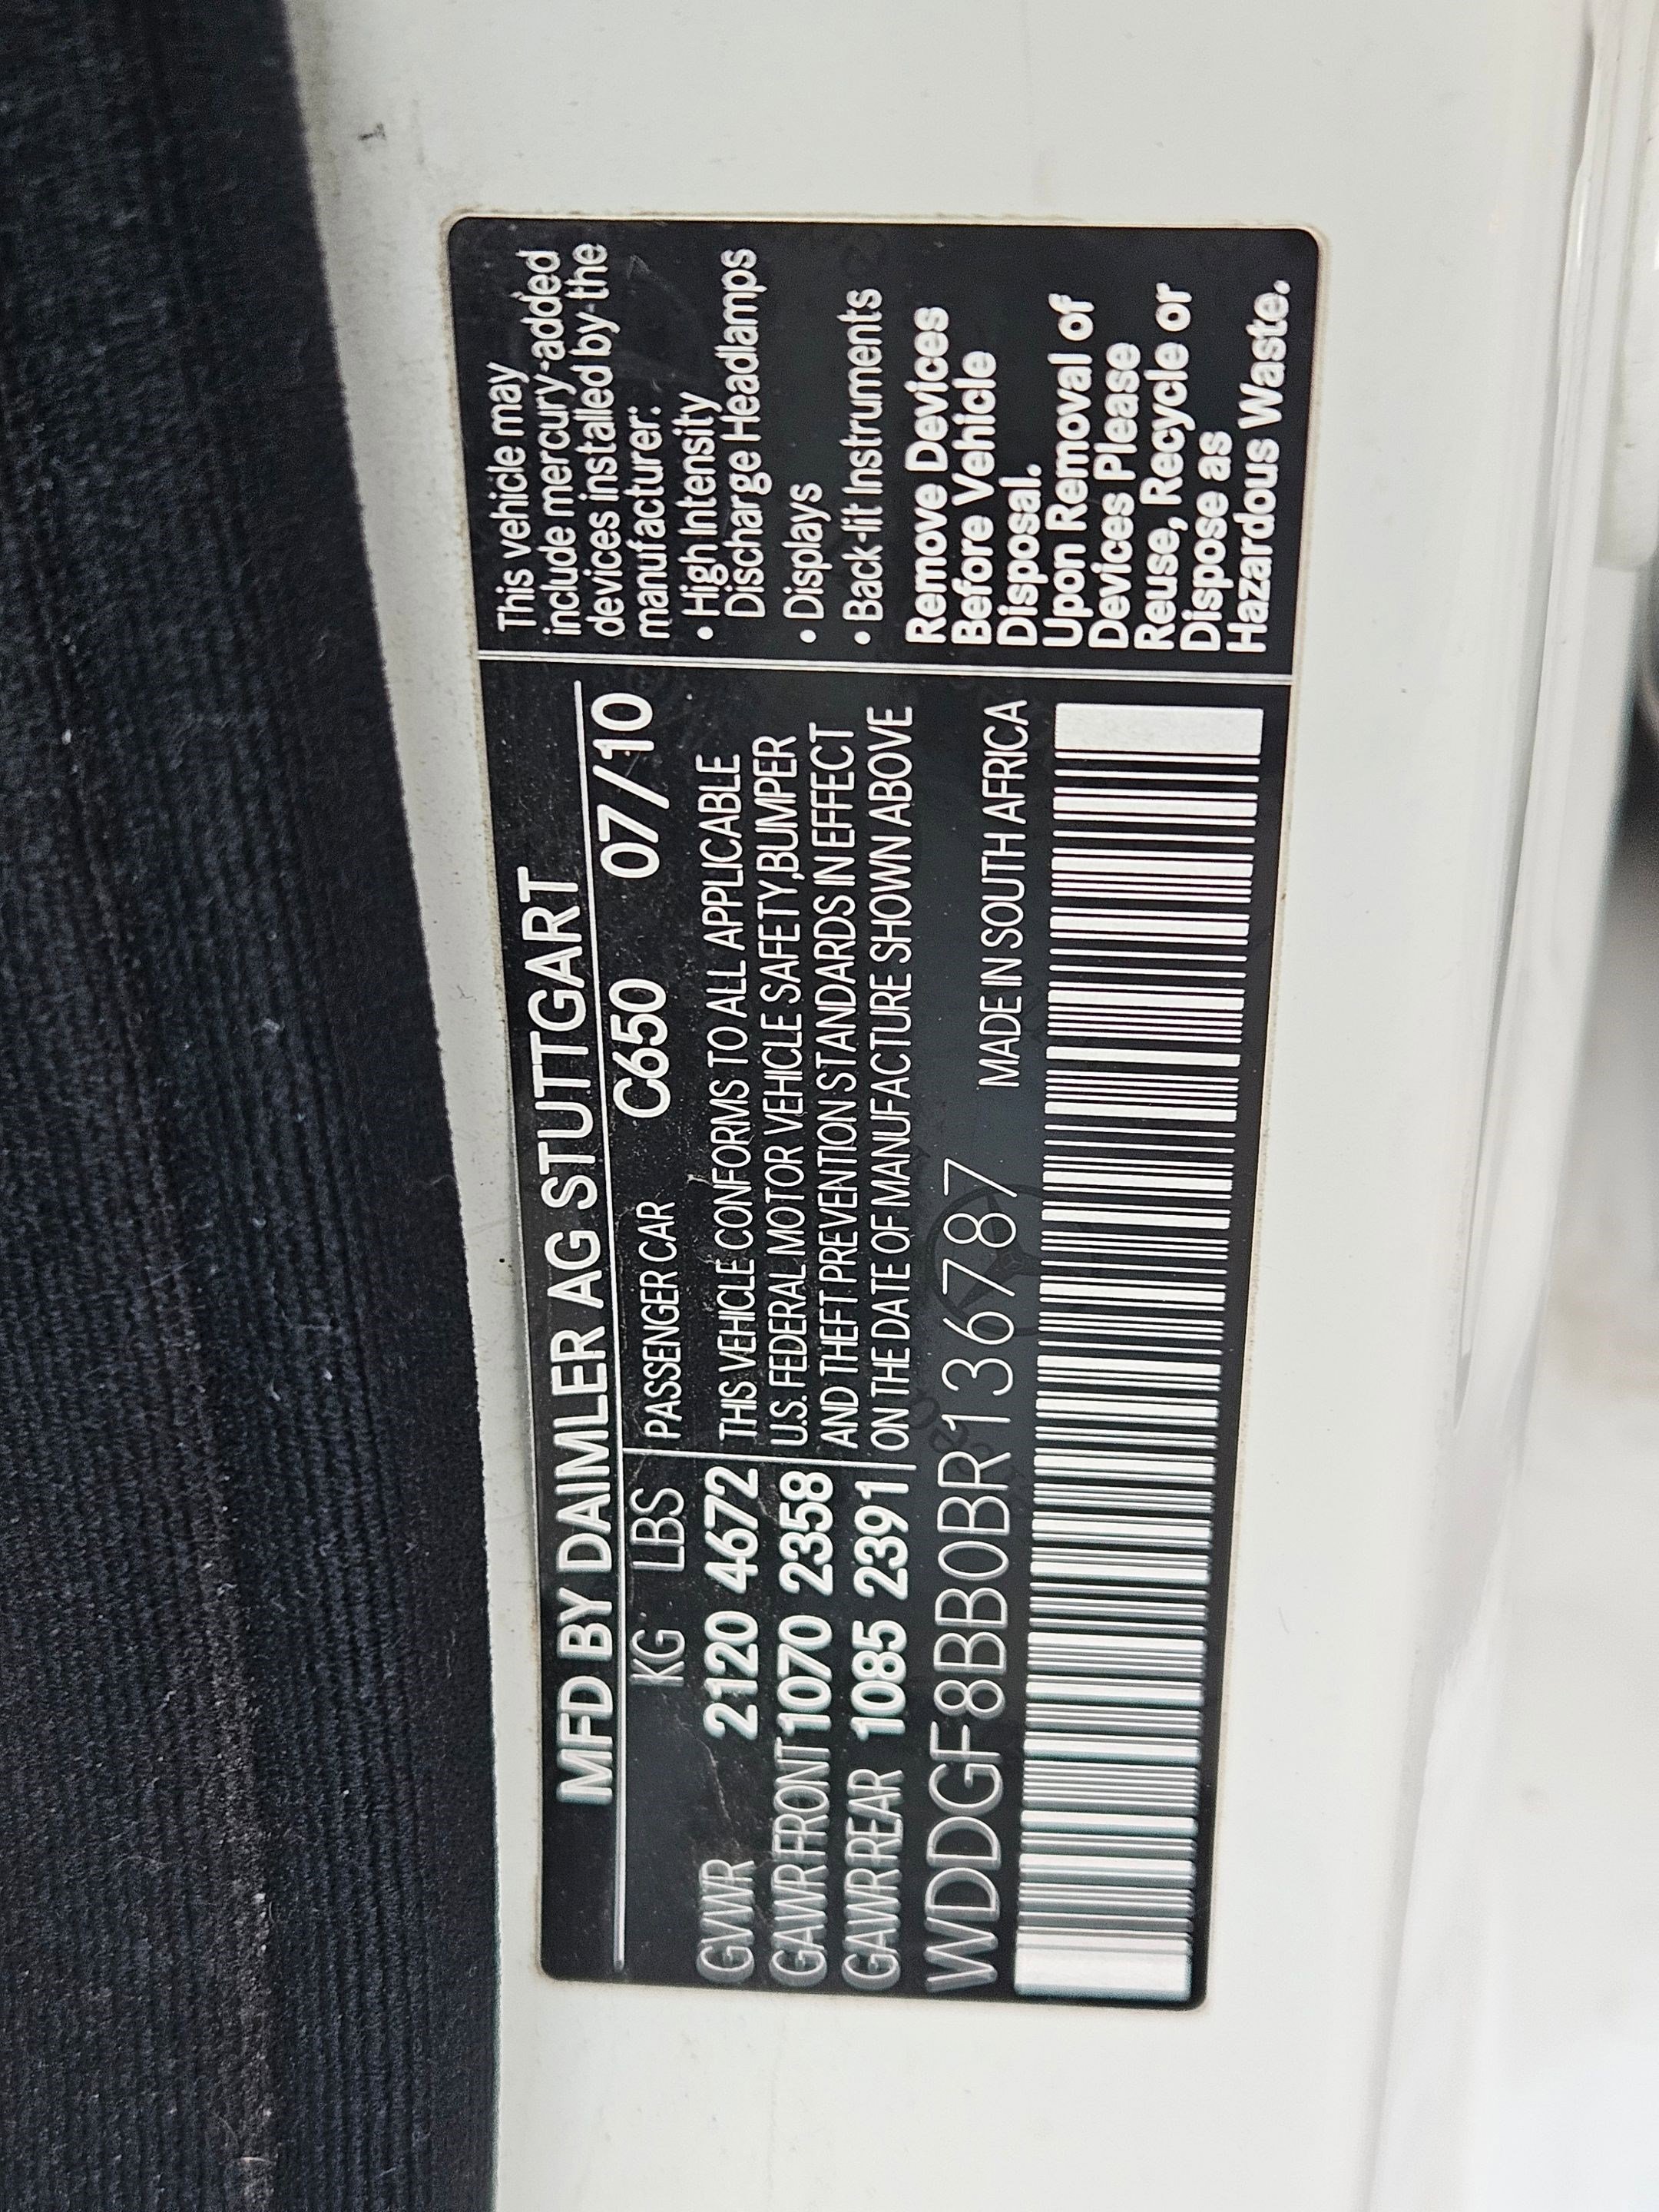 MFD BY DAIMLER AG STUTTGART
KG LBS PASSENGER CAR C650 07/10
GVWR 2120 4672 THIS VEHICLE CONFORMS TO ALL APPLICABLE
GAWR FRONT 1070 2358 U.S. FEDERAL MOTOR VEHICLE SAFETY,BUMPER
GAWR REAR 1085 2391 AND THEFT PREVENTION STANDARDS IN EFFECT
ON THE DATE OF MANUFACTURE SHOWN ABOVE
WDDGF8BB0BR136787 MADE IN SOUTH AFRICA
This vehicle may
include mercury-added
devices installed by the
manufacturer:
• High Intensity
Discharge Headlamps
• Displays
• Back-lit Instruments
Remove Devices
Before Vehicle
Disposal.
Upon Removal of
Devices Please
Reuse, Recycle or
Dispose as
Hazardous Waste.